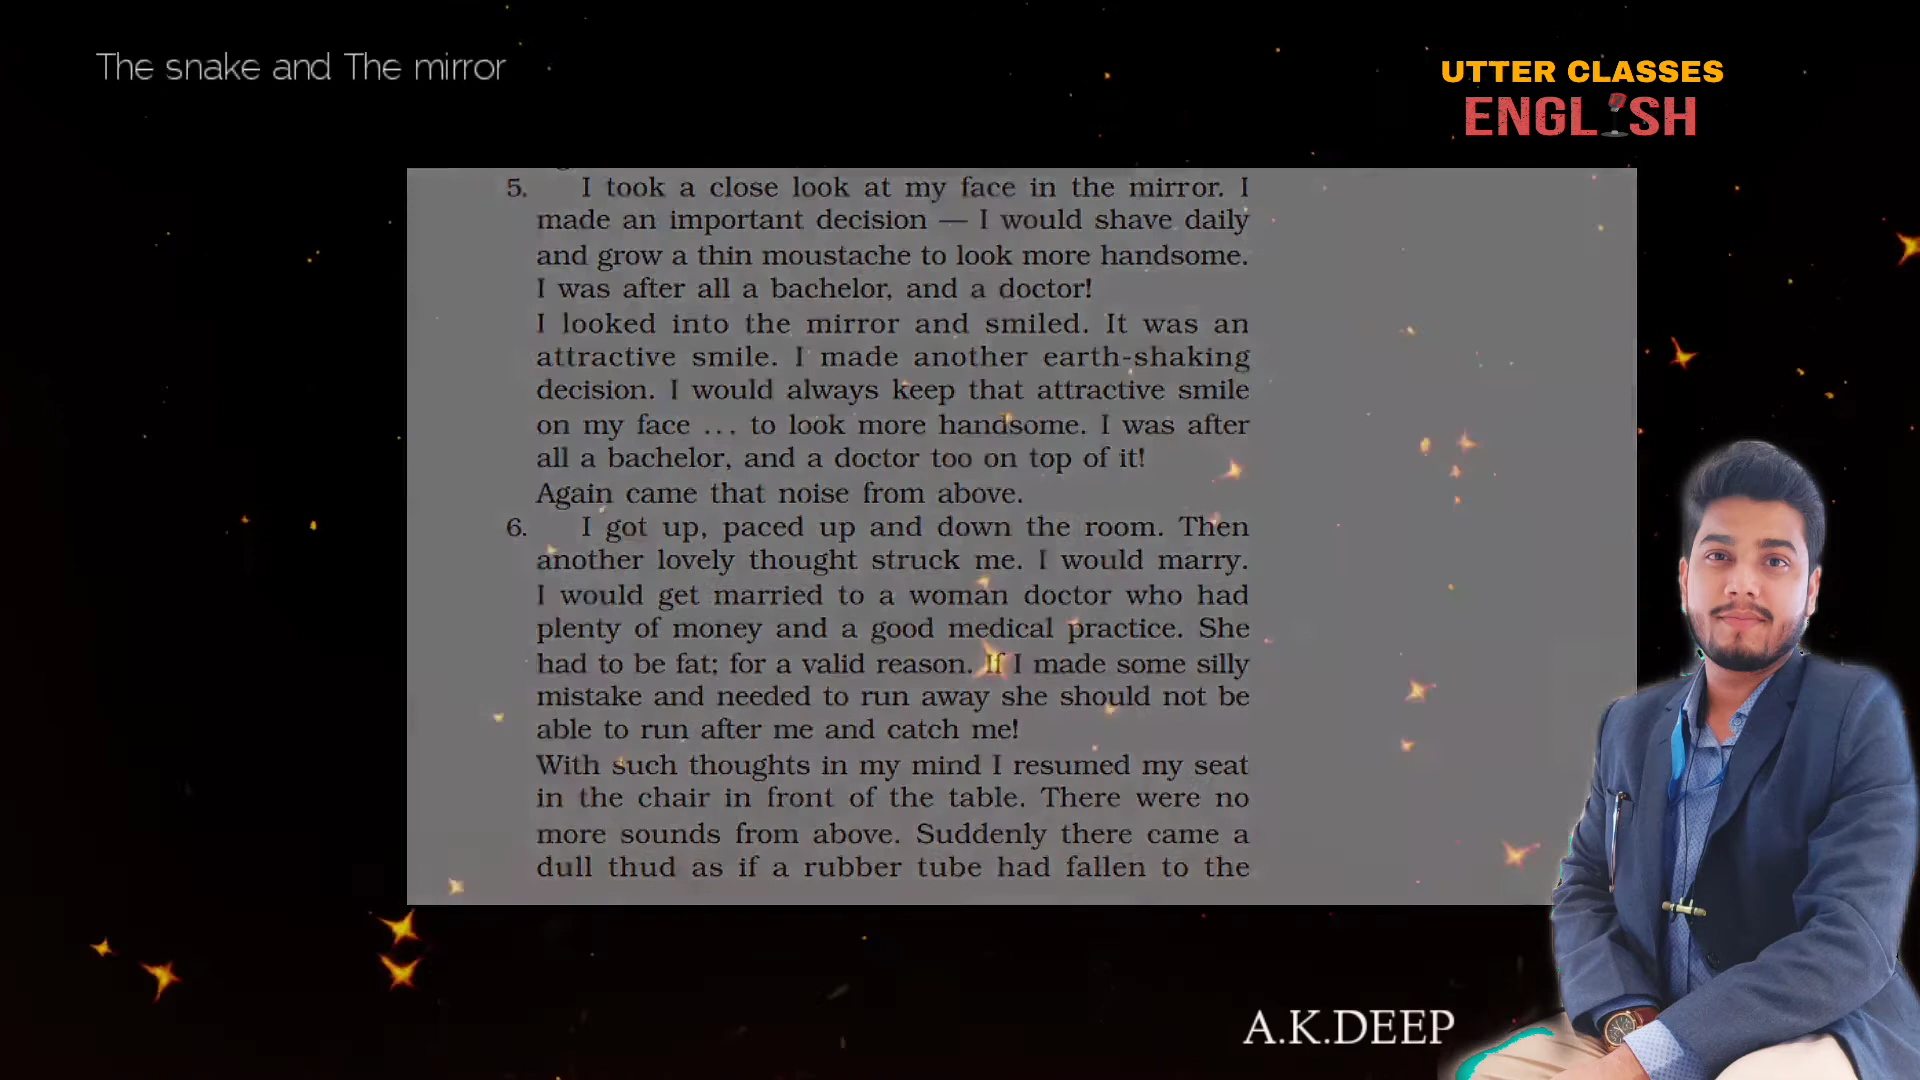 The snake and The mirror
UTTER CLASSES
ENGLISH
5. I took a close look at my face in the mirror. I
made an important decision — I would shave daily
and grow a thin moustache to look more handsome.
I was after all a bachelor, and a doctor!
I looked into the mirror and smiled. It was an
attractive smile. I made another earth-shaking
decision. I would always keep that attractive smile
on my face ... to look more handsome. I was after
all a bachelor, and a doctor too on top of it!
Again came that noise from above.
6. I got up, paced up and down the room. Then
another lovely thought struck me. I would marry.
I would get married to a woman doctor who had
plenty of money and a good medical practice. She
had to be fat; for a valid reason. If I made some silly
mistake and needed to run away she should not be
able to run after me and catch me!
With such thoughts in my mind I resumed my seat
in the chair in front of the table. There were no
more sounds from above. Suddenly there came a
dull thud as if a rubber tube had fallen to the
A.K.DEEP